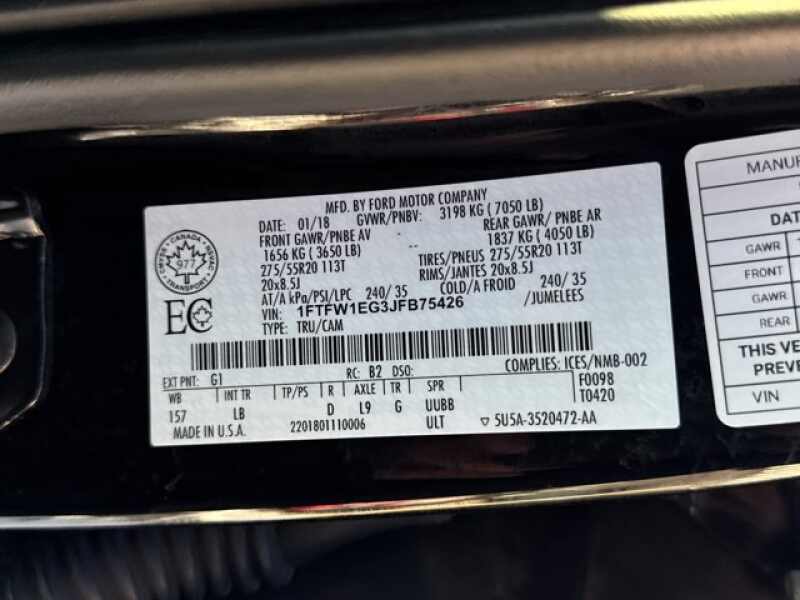 MFD. BY FORD MOTOR COMPANY
DATE: 01/18 GVWR/PNBV: 3198 KG ( 7050 LB)
FRONT GAWR/PNBE AV REAR GAWR/ PNBE AR
1656 KG ( 3650 LB) 1837 KG ( 4050 LB)
275/55R20 113T TIRES/PNEUS 275/55R20 113T
20x8.5J RIMS/JANTES 20x8.5J
AT/A kPa/PSI/LPC 240/ 35 COLD/A FROID 240/ 35
VIN: 1FTFW1EG3JFB75426 /JUMELEES
TYPE: TRU/CAM
CANADA
977
TRANSPORT
EC
EXT PNT: G1 RC: B2 DSO: COMPLIES: ICES/NMB-002
WB INT TR TP/PS R AXLE TR SPR F0098
157 LB D L9 G UUBB T0420
MADE IN U.S.A. 2201801110006 ULT ▽ 5U5A-3520472-AA
MANUF
DAT
GAWR
FRONT
GAWR
REAR
THIS VE
PREVE
VIN